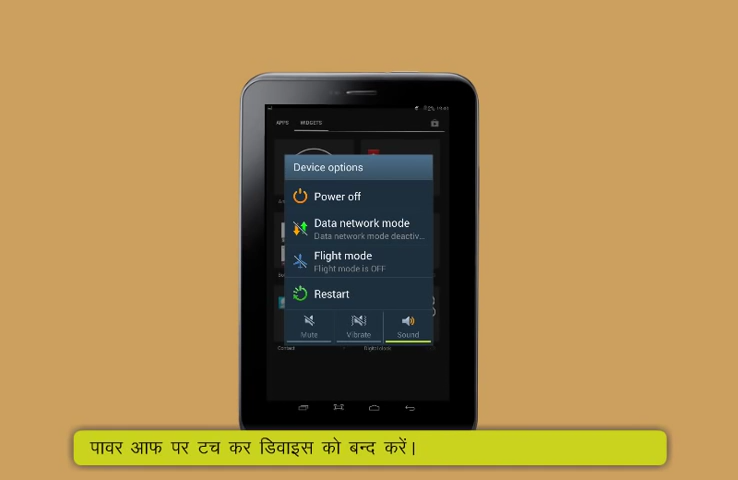 APPS WIDGETS
Device options
Power off
Data network mode
Data network mode deactiv...
Flight mode
Flight mode is OFF
Restart
Mute Vibrate Sound
Contact
पावर आफ पर टच कर डिवाइस को बन्द करें।